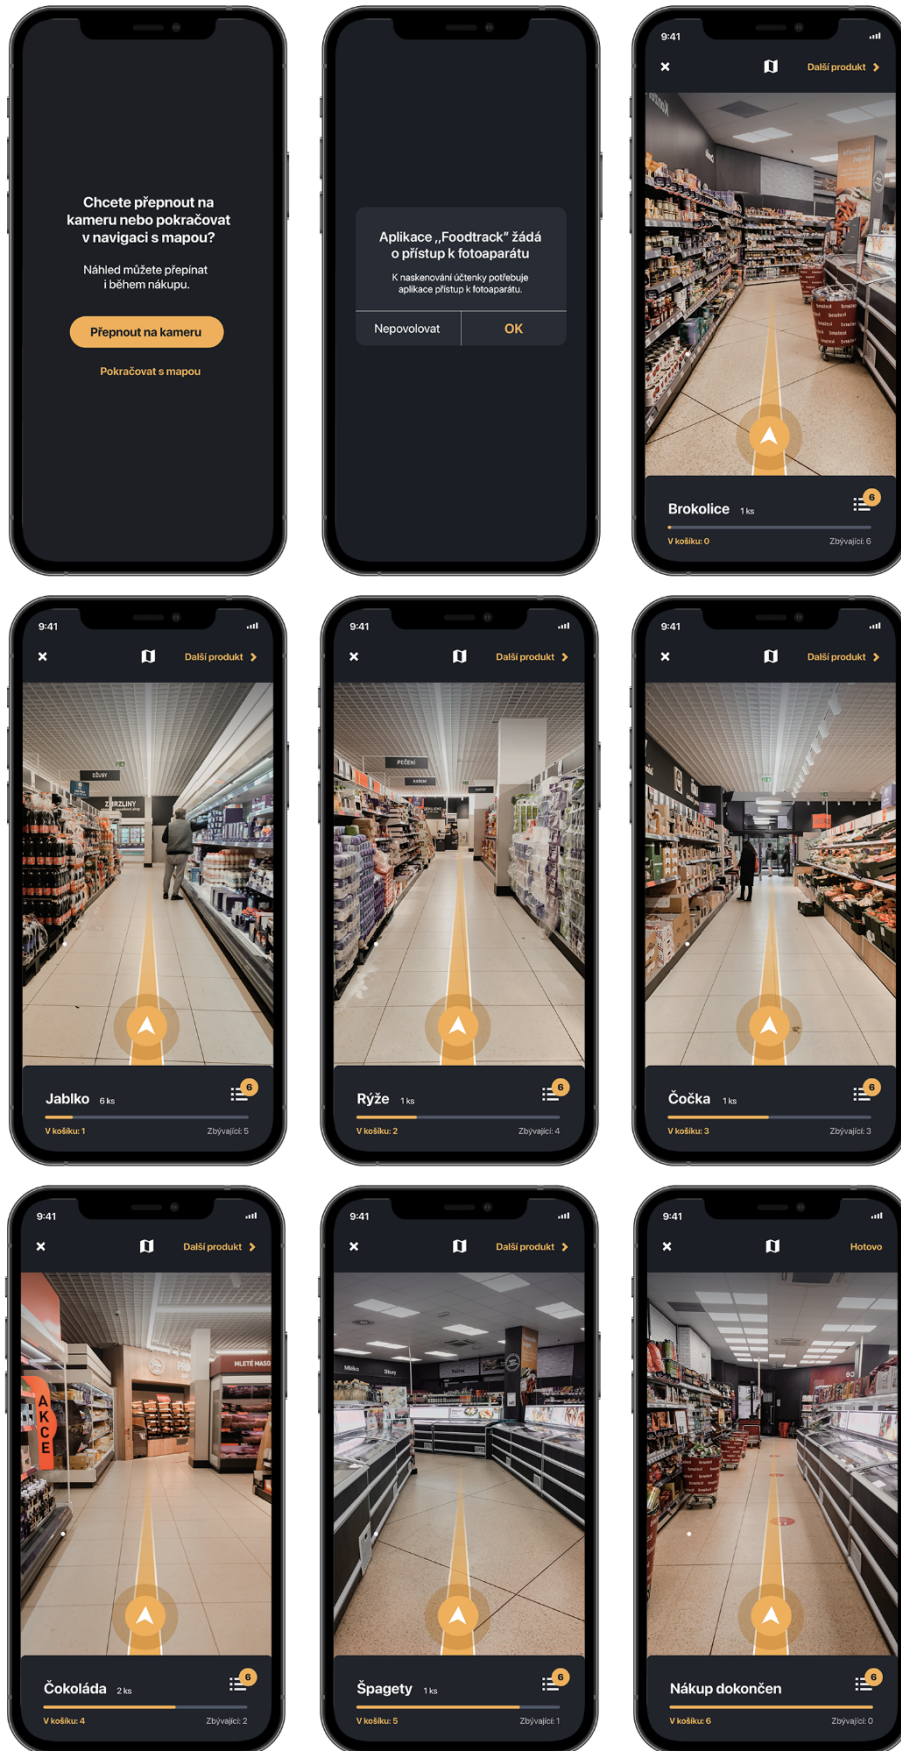 Chcete přepnout na
kameru nebo pokračovat
v navigaci s mapou?
Náhled můžete přepínat
i během nákupu.
Přepnout na kameru
Pokračovat s mapou
Aplikace ,,Foodtrack" žádá
o přístup k fotoaparátu
K naskenování účtenky potřebuje
aplikace přístup k fotoaparátu.
Nepovolovat OK
9:41
Další produkt
Brokolice 1 ks 6
V košíku: 0 Zbývající: 6
9:41
Další produkt
DŽUSY
ZMRZLINY
Jablko 6 ks 6
V košíku: 1 Zbývající: 5
9:41
Další produkt
PEČENÍ
Rýže 1 ks 6
V košíku: 2 Zbývající: 4
9:41
Další produkt
Čočka 1 ks 6
V košíku: 3 Zbývající: 3
9:41
Další produkt
MLETÉ MASO
AKCE
Čokoláda 2 ks 6
V košíku: 4 Zbývající: 2
9:41
Další produkt
Mléko
Špagety 1 ks 6
V košíku: 5 Zbývající: 1
9:41
Hotovo
Nákup dokončen 6
V košíku: 6 Zbývající: 0